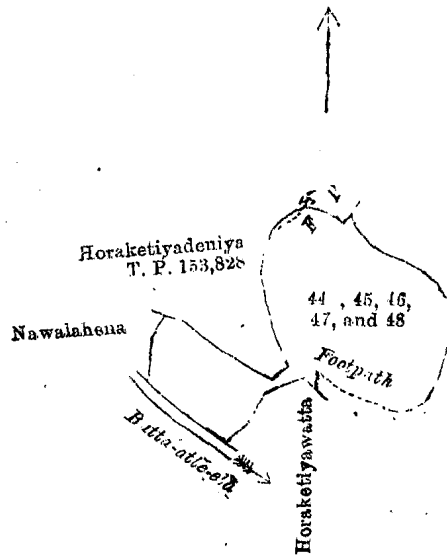 Horaketiyadeniya
T. P. 153,828
Nawalahena
44 , 45, 46,
47, and 48
Footpath
Horaketiyawatta